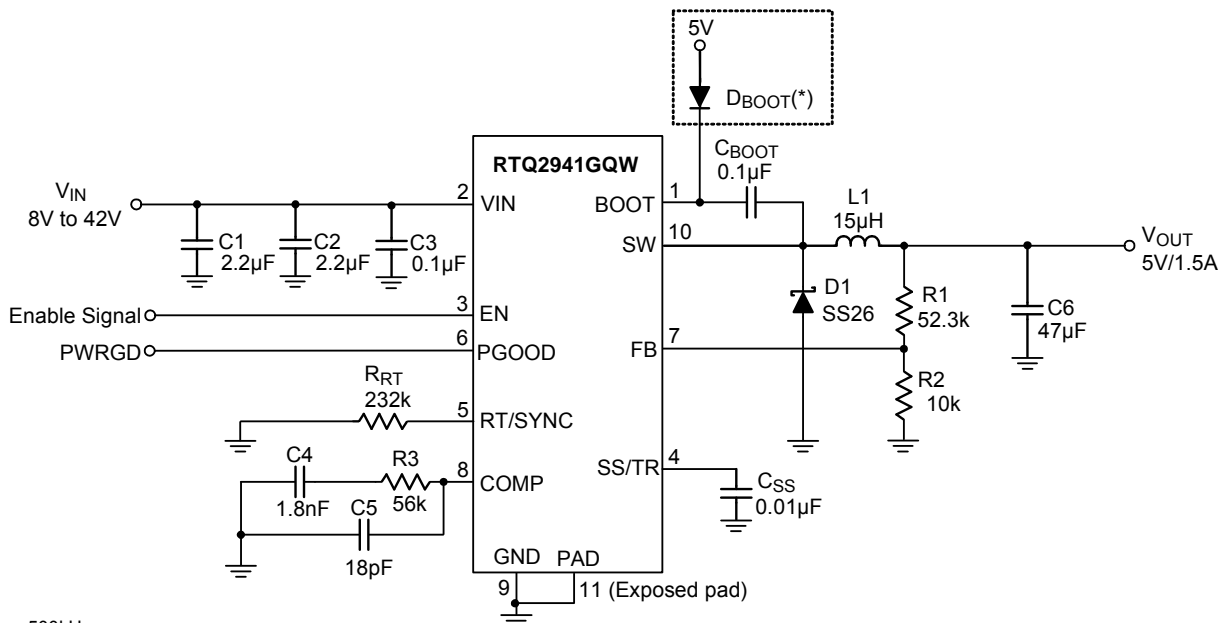 5V
DBOOT(*)
RTQ2941GQW
CBOOT
0.1µF
VIN
8V to 42V
2
VIN
BOOT
1
L1
15µH
SW
10
VOUT
5V/1.5A
C1
2.2µF
C2
2.2µF
C3
0.1µF
D1
SS26
R1
52.3k
C6
47µF
Enable Signal
3
EN
PWRGD
6
PGOOD
FB
7
R2
10k
RRT
232k
5
RT/SYNC
C4
1.8nF
R3
56k
8
COMP
C5
18pF
SS/TR
4
CSS
0.01µF
GND
PAD
9
11 (Exposed pad)